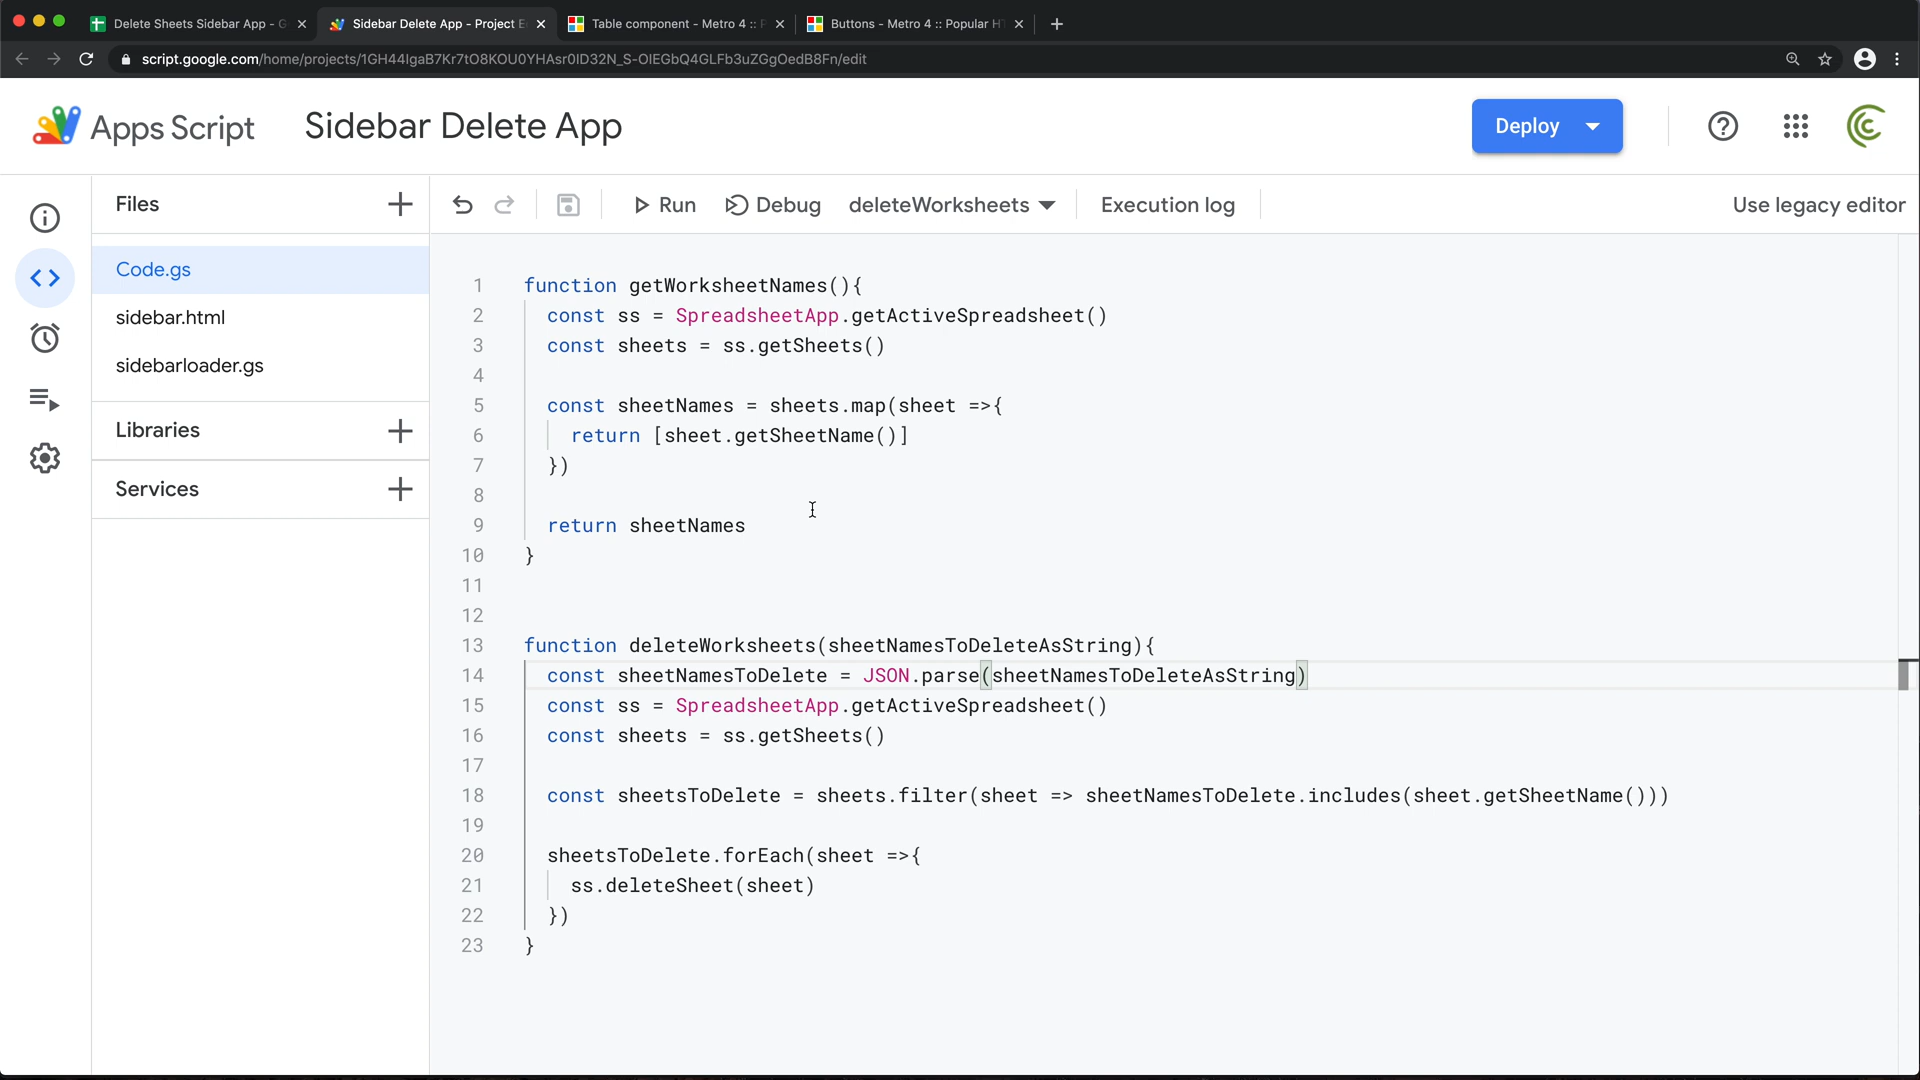 Delete Sheets Sidebar App - G
Sidebar Delete App - Project E
Table component - Metro 4 :: P
Buttons - Metro 4 :: Popular HT
script.google.com/home/projects/1GH44IgaB7Kr7tO8KOU0YHAsr0ID32N_S-OIEGbQ4GLFb3uZGgOedB8Fn/edit
Apps Script
Sidebar Delete App
Deploy
Files
Run
Debug
deleteWorksheets
Execution log
Use legacy editor
Code.gs
sidebar.html
sidebarloader.gs
Libraries
Services
1 function getWorksheetNames(){
2 const ss = SpreadsheetApp.getActiveSpreadsheet()
3 const sheets = ss.getSheets()
4
5 const sheetNames = sheets.map(sheet =>{
6 return [sheet.getSheetName()]
7 })
8
9 return sheetNames
10 }
11
12
13 function deleteWorksheets(sheetNamesToDeleteAsString){
14 const sheetNamesToDelete = JSON.parse(sheetNamesToDeleteAsString)
15 const ss = SpreadsheetApp.getActiveSpreadsheet()
16 const sheets = ss.getSheets()
17
18 const sheetsToDelete = sheets.filter(sheet => sheetNamesToDelete.includes(sheet.getSheetName()))
19
20 sheetsToDelete.forEach(sheet =>{
21 ss.deleteSheet(sheet)
22 })
23 }